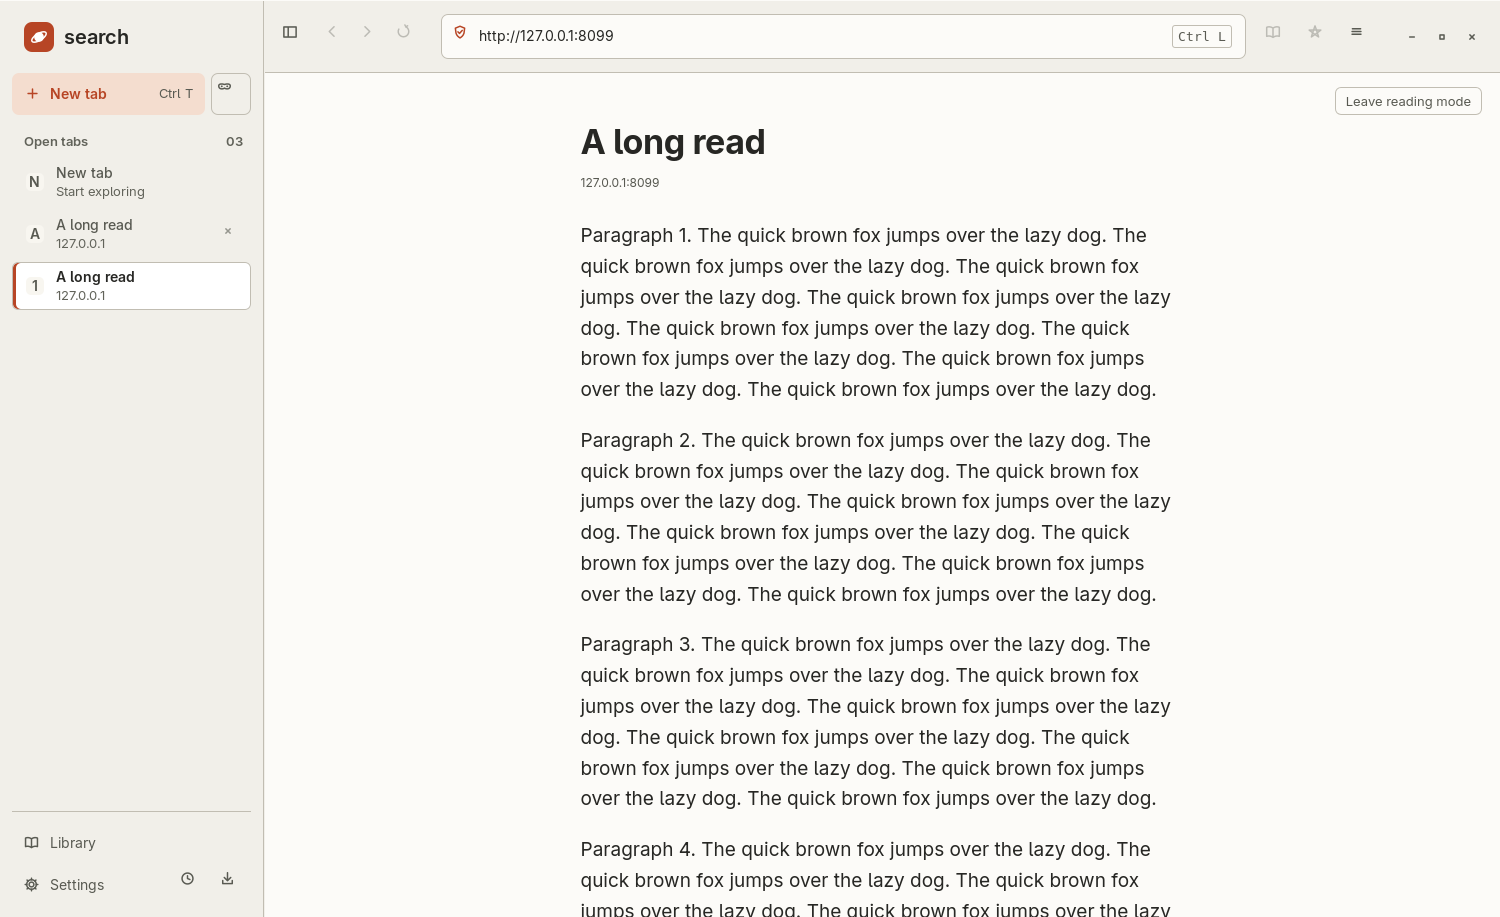 search
New tab Ctrl T
Open tabs 03
N New tab
Start exploring
A A long read
127.0.0.1
1 A long read
127.0.0.1
Library
Settings
http://127.0.0.1:8099 Ctrl L
Leave reading mode
A long read
127.0.0.1:8099
Paragraph 1. The quick brown fox jumps over the lazy dog. The
quick brown fox jumps over the lazy dog. The quick brown fox
jumps over the lazy dog. The quick brown fox jumps over the lazy
dog. The quick brown fox jumps over the lazy dog. The quick
brown fox jumps over the lazy dog. The quick brown fox jumps
over the lazy dog. The quick brown fox jumps over the lazy dog.
Paragraph 2. The quick brown fox jumps over the lazy dog. The
quick brown fox jumps over the lazy dog. The quick brown fox
jumps over the lazy dog. The quick brown fox jumps over the lazy
dog. The quick brown fox jumps over the lazy dog. The quick
brown fox jumps over the lazy dog. The quick brown fox jumps
over the lazy dog. The quick brown fox jumps over the lazy dog.
Paragraph 3. The quick brown fox jumps over the lazy dog. The
quick brown fox jumps over the lazy dog. The quick brown fox
jumps over the lazy dog. The quick brown fox jumps over the lazy
dog. The quick brown fox jumps over the lazy dog. The quick
brown fox jumps over the lazy dog. The quick brown fox jumps
over the lazy dog. The quick brown fox jumps over the lazy dog.
Paragraph 4. The quick brown fox jumps over the lazy dog. The
quick brown fox jumps over the lazy dog. The quick brown fox
jumps over the lazy dog. The quick brown fox jumps over the lazy